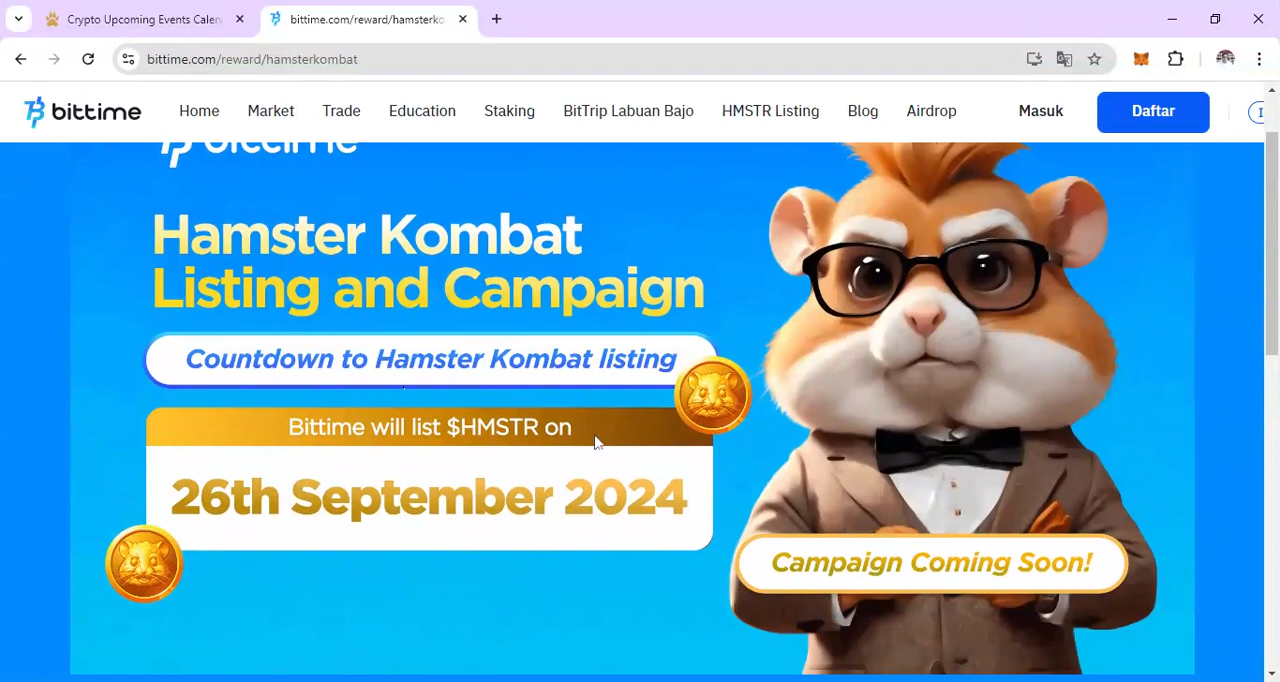 Crypto Upcoming Events Calen
bittime.com/reward/hamsterko
bittime.com/reward/hamsterkombat
bittime
Home
Market
Trade
Education
Staking
BitTrip Labuan Bajo
HMSTR Listing
Blog
Airdrop
Masuk
Daftar
bittime
Hamster Kombat
Listing and Campaign
Countdown to Hamster Kombat listing
Bittime will list $HMSTR on
26th September 2024
Campaign Coming Soon!